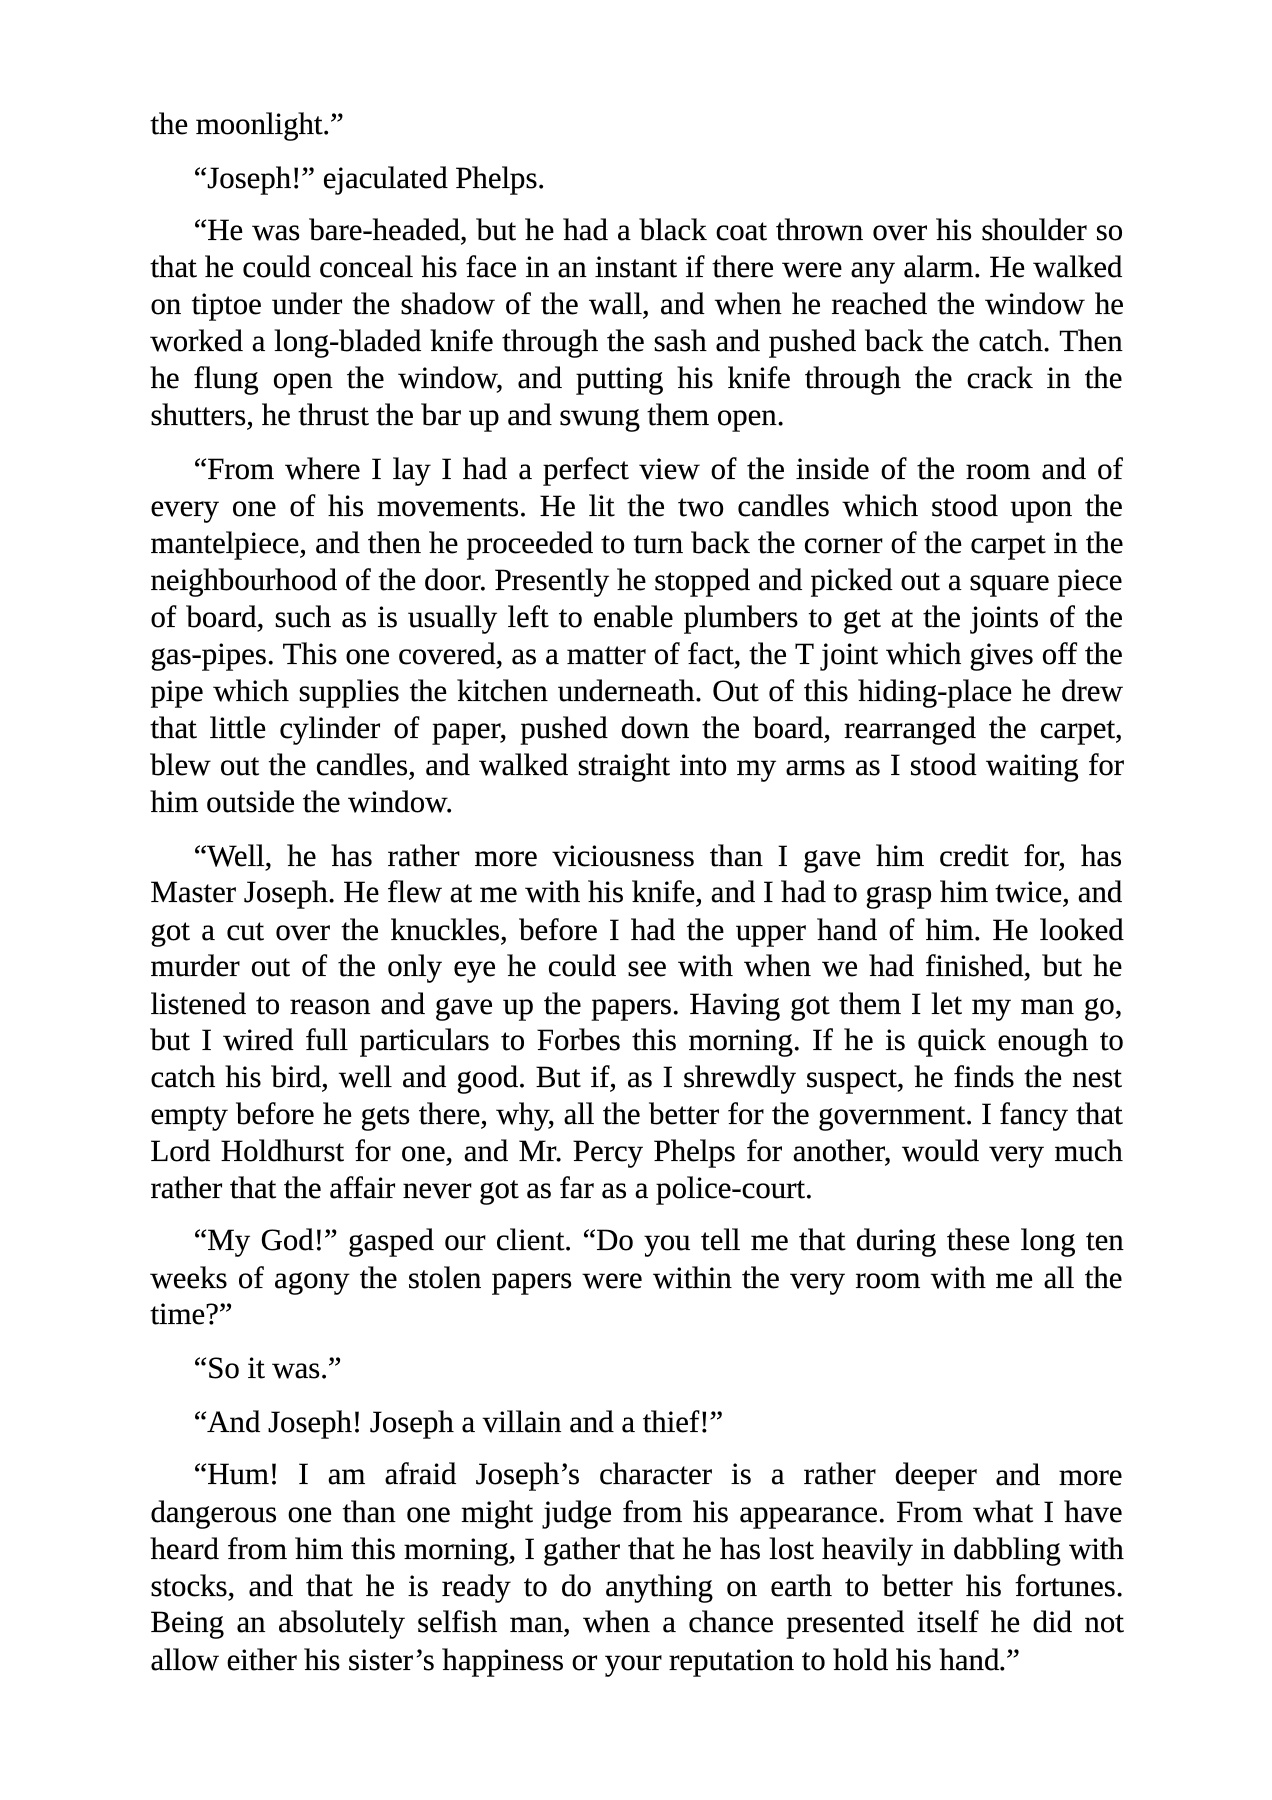 the moonlight.”
“Joseph!” ejaculated Phelps.
“He was bare-headed, but he had a black coat thrown over his shoulder so
that he could conceal his face in an instant if there were any alarm. He walked
on tiptoe under the shadow of the wall, and when he reached the window he
worked a long-bladed knife through the sash and pushed back the catch. Then
he flung open the window, and putting his knife through the crack in the
shutters, he thrust the bar up and swung them open.
“From where I lay I had a perfect view of the inside of the room and of
every one of his movements. He lit the two candles which stood upon the
mantelpiece, and then he proceeded to turn back the corner of the carpet in the
neighbourhood of the door. Presently he stopped and picked out a square piece
of board, such as is usually left to enable plumbers to get at the joints of the
gas-pipes. This one covered, as a matter of fact, the T joint which gives off the
pipe which supplies the kitchen underneath. Out of this hiding-place he drew
that little cylinder of paper, pushed down the board, rearranged the carpet,
blew out the candles, and walked straight into my arms as I stood waiting for
him outside the window.
“Well, he has rather more viciousness than I gave him credit for, has
Master Joseph. He flew at me with his knife, and I had to grasp him twice, and
got a cut over the knuckles, before I had the upper hand of him. He looked
murder out of the only eye he could see with when we had finished, but he
listened to reason and gave up the papers. Having got them I let my man go,
but I wired full particulars to Forbes this morning. If he is quick enough to
catch his bird, well and good. But if, as I shrewdly suspect, he finds the nest
empty before he gets there, why, all the better for the government. I fancy that
Lord Holdhurst for one, and Mr. Percy Phelps for another, would very much
rather that the affair never got as far as a police-court.
“My God!” gasped our client. “Do you tell me that during these long ten
weeks of agony the stolen papers were within the very room with me all the
time?”
“So it was.”
“And Joseph! Joseph a villain and a thief!”
“Hum! I am afraid Joseph’s character is a rather deeper and more
dangerous one than one might judge from his appearance. From what I have
heard from him this morning, I gather that he has lost heavily in dabbling with
stocks, and that he is ready to do anything on earth to better his fortunes.
Being an absolutely selfish man, when a chance presented itself he did not
allow either his sister’s happiness or your reputation to hold his hand.”